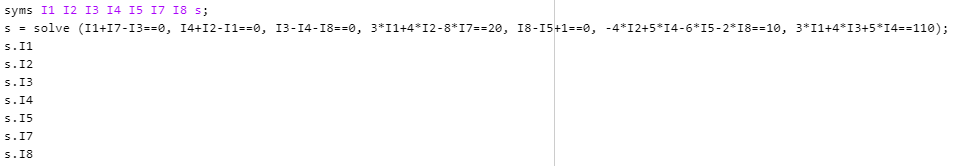 syms I1 I2 I3 I4 I5 I7 I8 s;
s = solve (I1+I7-I3==0, I4+I2-I1==0, I3-I4-I8==0, 3*I1+4*I2-8*I7==20, I8-I5+1==0, -4*I2+5*I4-6*I5-2*I8==10, 3*I1+4*I3+5*I4==110);
s.I1
s.I2
s.I3
s.I4
s.I5
s.I7
s.I8